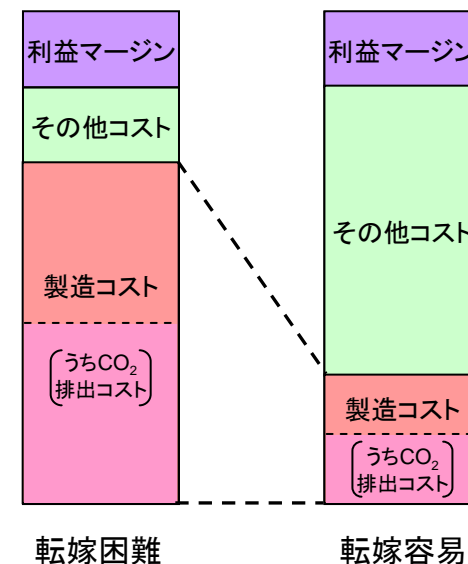 利益マージン
その他コスト
製造コスト
うちCO₂
排出コスト
転嫁困難
利益マージン
その他コスト
製造コスト
うちCO₂
排出コスト
転嫁容易